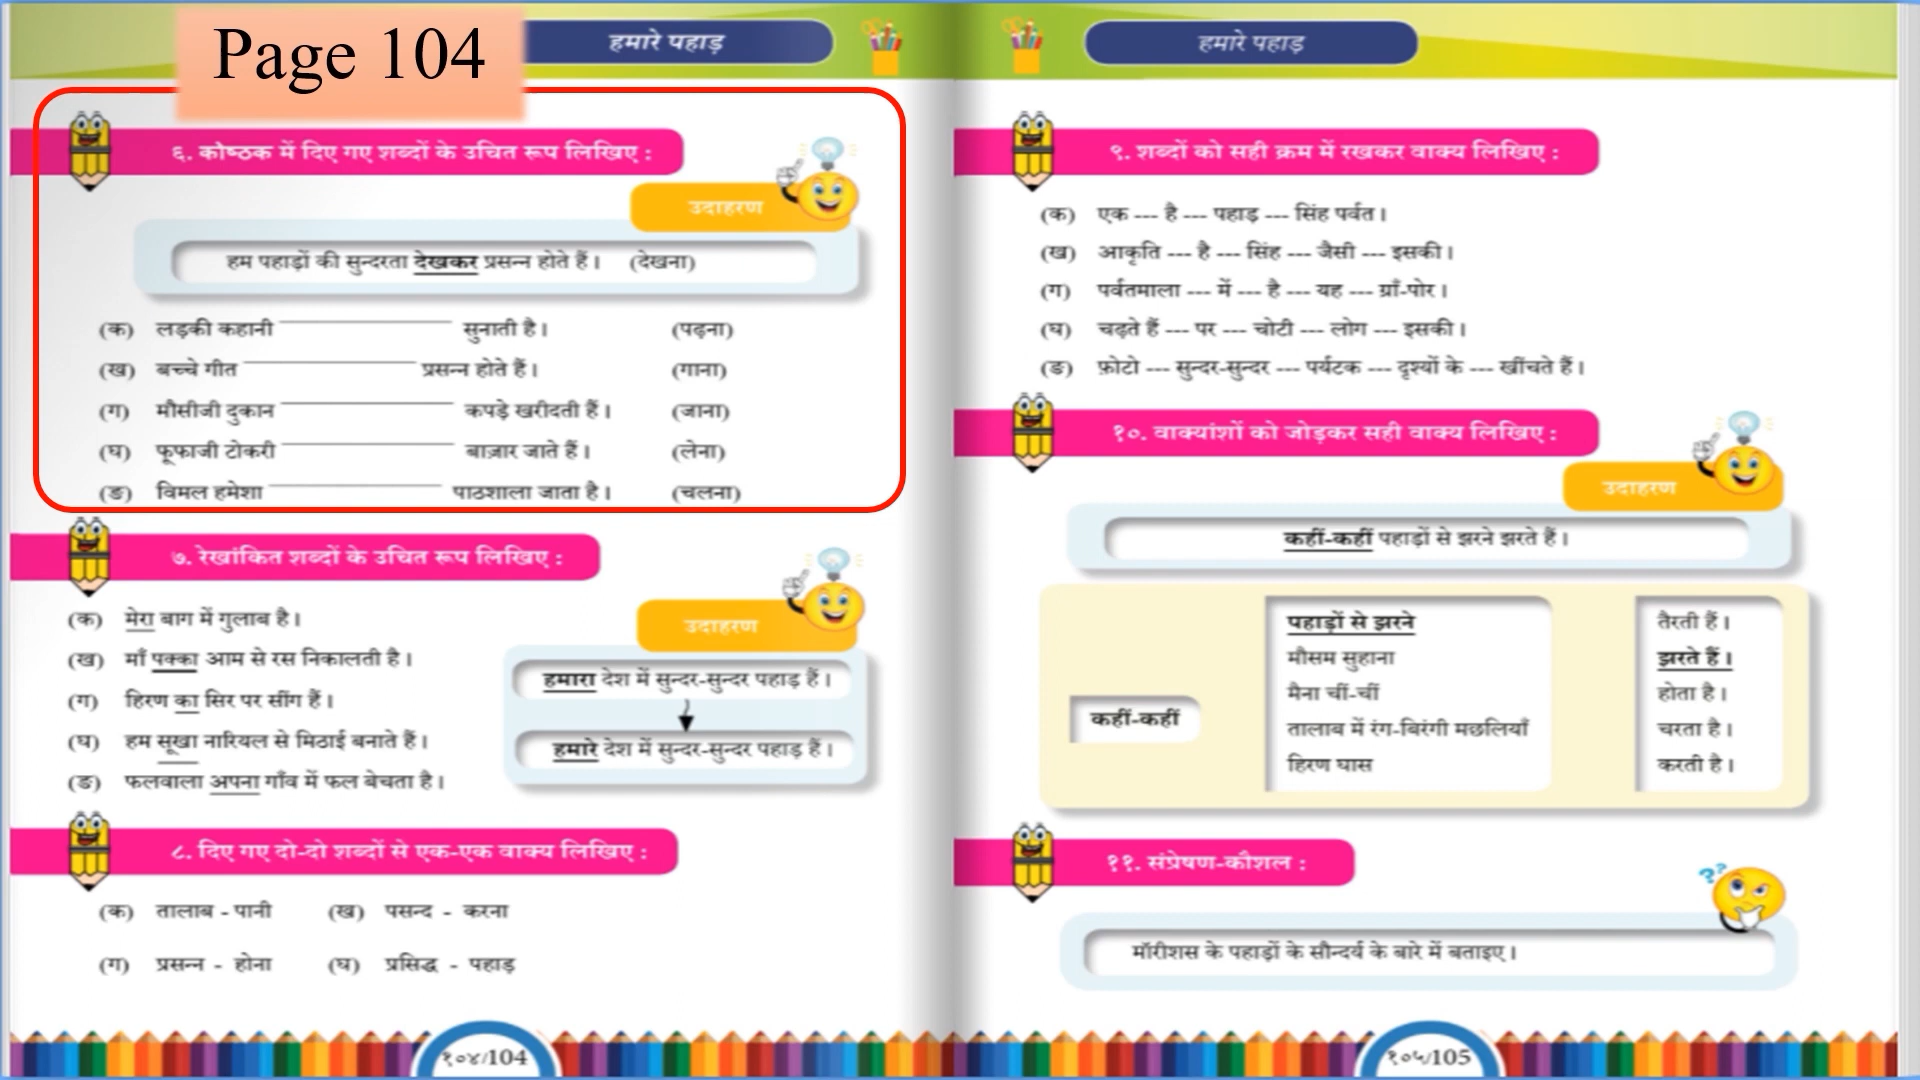 Page 104
हमारे पहाड़
६. कोष्ठक में दिए गए शब्दों के उचित रूप लिखिए :
उदाहरण
हम पहाड़ों की सुन्दरता देखकर प्रसन्न होते हैं। (देखना)
(क) लड़की कहानी ____________ सुनाती है। (पढ़ना)
(ख) बच्चे गीत ____________ प्रसन्न होते हैं। (गाना)
(ग) मौसीजी दुकान ____________ कपड़े खरीदती हैं। (जाना)
(घ) फूफाजी टोकरी ____________ बाज़ार जाते हैं। (लेना)
(ङ) विमल हमेशा ____________ पाठशाला जाता है। (चलना)
७. रेखांकित शब्दों के उचित रूप लिखिए :
(क) मेरा बाग में गुलाब है।
(ख) माँ पक्का आम से रस निकालती है।
(ग) हिरण का सिर पर सींग हैं।
(घ) हम सूखा नारियल से मिठाई बनाते हैं।
(ङ) फलवाला अपना गाँव में फल बेचता है।
उदाहरण
हमारा देश में सुन्दर-सुन्दर पहाड़ हैं।
हमारे देश में सुन्दर-सुन्दर पहाड़ हैं।
८. दिए गए दो-दो शब्दों से एक-एक वाक्य लिखिए :
(क) तालाब - पानी (ख) पसन्द - करना
(ग) प्रसन्न - होना (घ) प्रसिद्ध - पहाड़
१०४/104
हमारे पहाड़
९. शब्दों को सही क्रम में रखकर वाक्य लिखिए :
(क) एक --- है --- पहाड़ --- सिंह पर्वत।
(ख) आकृति --- है --- सिंह --- जैसी --- इसकी।
(ग) पर्वतमाला --- में --- है --- यह --- ग्राँ-पोर।
(घ) चढ़ते हैं --- पर --- चोटी --- लोग --- इसकी।
(ङ) फ़ोटो --- सुन्दर-सुन्दर --- पर्यटक --- दृश्यों के --- खींचते हैं।
१०. वाक्यांशों को जोड़कर सही वाक्य लिखिए :
उदाहरण
कहीं-कहीं पहाड़ों से झरने झरते हैं।
कहीं-कहीं
पहाड़ों से झरने
मौसम सुहाना
मैना चीं-चीं
तालाब में रंग-बिरंगी मछलियाँ
हिरण घास
तैरती हैं।
झरते हैं।
होता है।
चरता है।
करती है।
११. संप्रेषण-कौशल :
??
मॉरीशस के पहाड़ों के सौन्दर्य के बारे में बताइए।
१०५/105